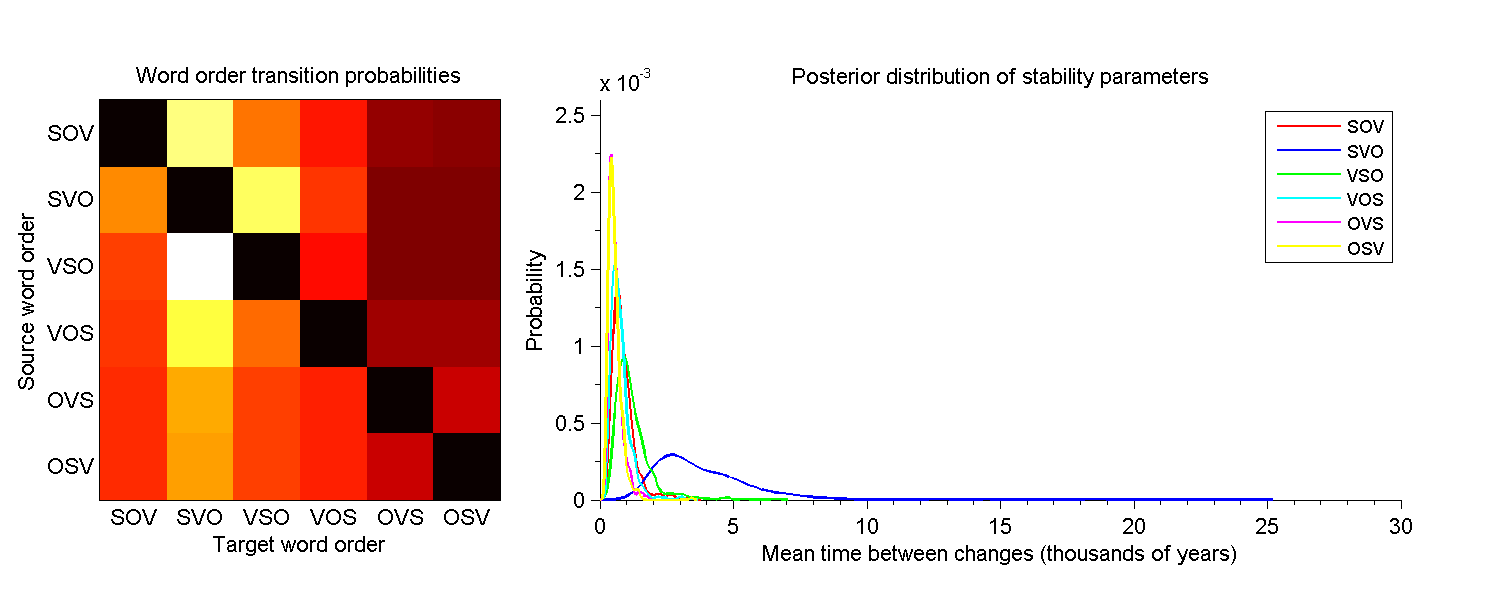 Word order transition probabilities
SOV
SVO
VSO
VOS
OVS
OSV
Source word order
SOV SVO VSO VOS OVS OSV
Target word order
Posterior distribution of stability parameters
x 10-3
2.5
2
1.5
1
0.5
0
Probability
0 5 10 15 20 25 30
Mean time between changes (thousands of years)
SOV
SVO
VSO
VOS
OVS
OSV